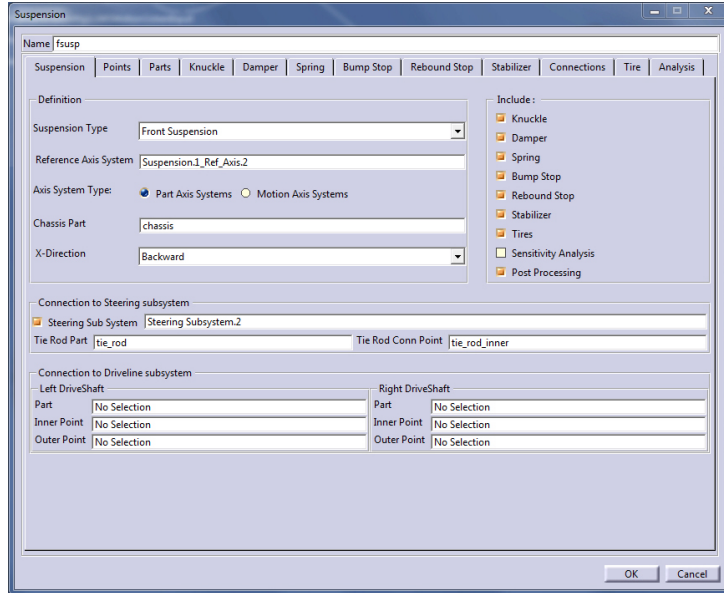 Suspension
Name fsusp
Suspension Points Parts Knuckle Damper Spring Bump Stop Rebound Stop Stabilizer Connections Tire Analysis
Definition
Suspension Type Front Suspension
Reference Axis System Suspension.1_Ref_Axis.2
Axis System Type: Part Axis Systems Motion Axis Systems
Chassis Part chassis
X-Direction Backward
Include :
Knuckle
Damper
Spring
Bump Stop
Rebound Stop
Stabilizer
Tires
Sensitivity Analysis
Post Processing
Connection to Steering subsystem
Steering Sub System Steering Subsystem.2
Tie Rod Part tie_rod Tie Rod Conn Point tie_rod_inner
Connection to Driveline subsystem
Left DriveShaft
Part No Selection
Inner Point No Selection
Outer Point No Selection
Right DriveShaft
Part No Selection
Inner Point No Selection
Outer Point No Selection
OK Cancel